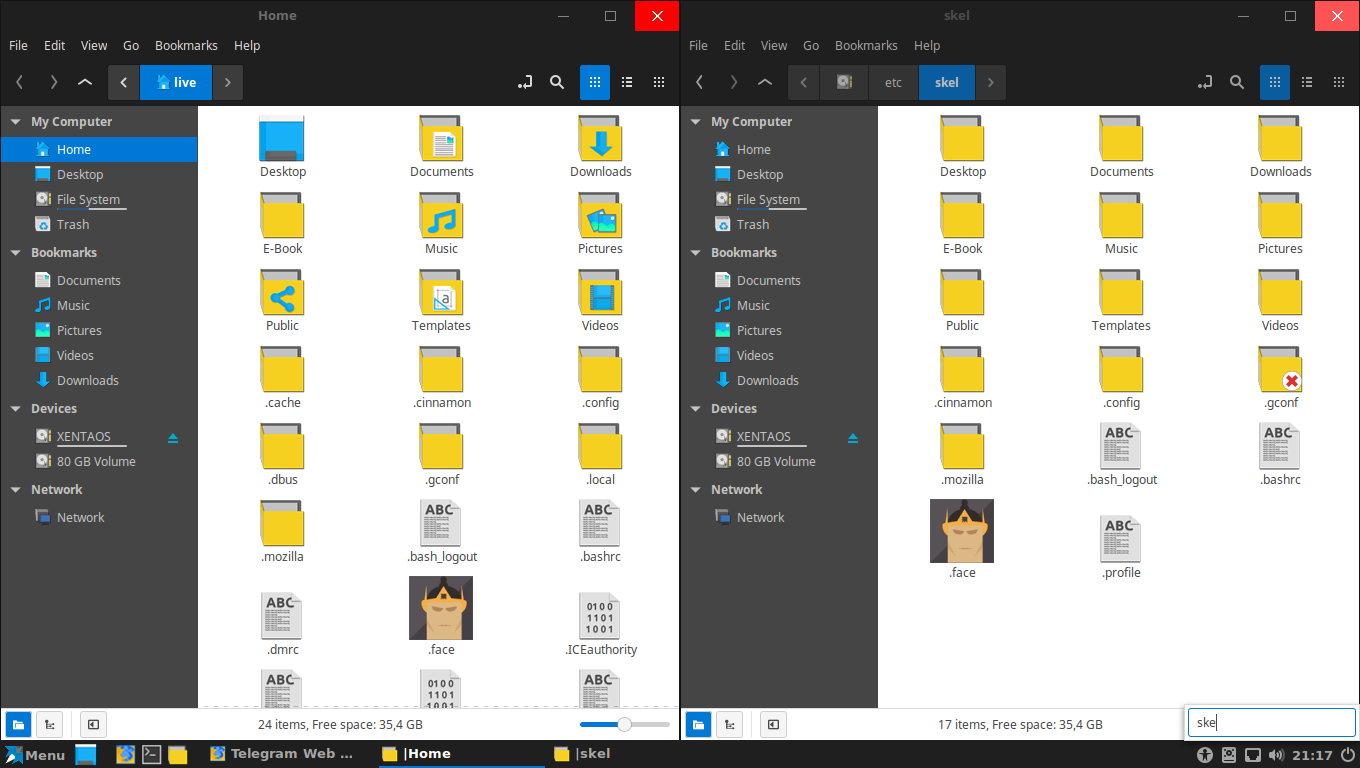 Home
File Edit View Go Bookmarks Help
live
My Computer
Home
Desktop
File System
Trash
Bookmarks
Documents
Music
Pictures
Videos
Downloads
Devices
XENTAOS
80 GB Volume
Network
Network
Desktop Documents Downloads
E-Book Music Pictures
Public Templates Videos
.cache .cinnamon .config
.dbus .gconf .local
.mozilla .bash_logout .bashrc
.dmrc .face .ICEauthority
24 items, Free space: 35,4 GB
skel
File Edit View Go Bookmarks Help
etc skel
My Computer
Home
Desktop
File System
Trash
Bookmarks
Documents
Music
Pictures
Videos
Downloads
Devices
XENTAOS
80 GB Volume
Network
Network
Desktop Documents Downloads
E-Book Music Pictures
Public Templates Videos
.cinnamon .config .gconf
.mozilla .bash_logout .bashrc
.face .profile
17 items, Free space: 35,4 GB
ske
Menu Telegram Web ... |Home |skel 21:17